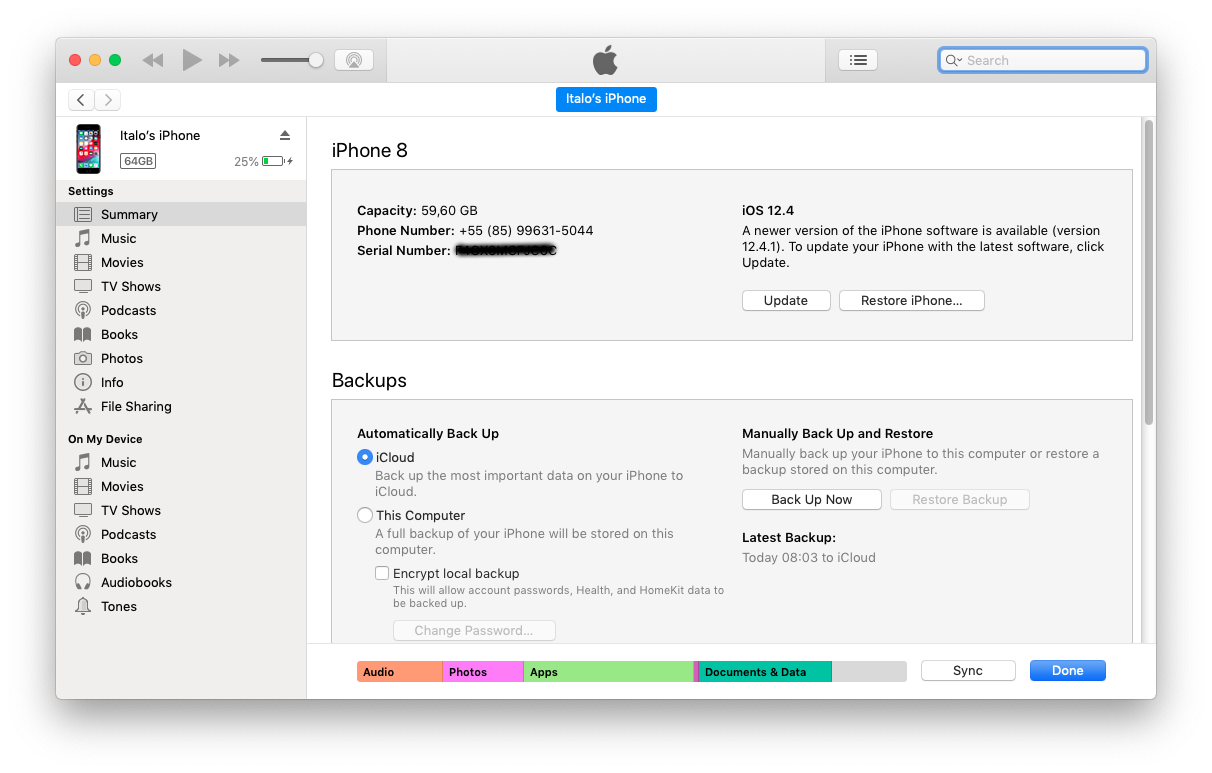 Search
Italo’s iPhone
Italo’s iPhone
64GB
25%
Settings
Summary
Music
Movies
TV Shows
Podcasts
Books
Photos
Info
File Sharing
On My Device
Music
Movies
TV Shows
Podcasts
Books
Audiobooks
Tones
iPhone 8
Capacity: 59,60 GB
Phone Number: +55 (85) 99631-5044
Serial Number:
iOS 12.4
A newer version of the iPhone software is available (version
12.4.1). To update your iPhone with the latest software, click
Update.
Update
Restore iPhone...
Backups
Automatically Back Up
iCloud
Back up the most important data on your iPhone to
iCloud.
This Computer
A full backup of your iPhone will be stored on this
computer.
Encrypt local backup
This will allow account passwords, Health, and HomeKit data to
be backed up.
Change Password...
Manually Back Up and Restore
Manually back up your iPhone to this computer or restore a
backup stored on this computer.
Back Up Now
Restore Backup
Latest Backup:
Today 08:03 to iCloud
Audio
Photos
Apps
Documents & Data
Sync
Done